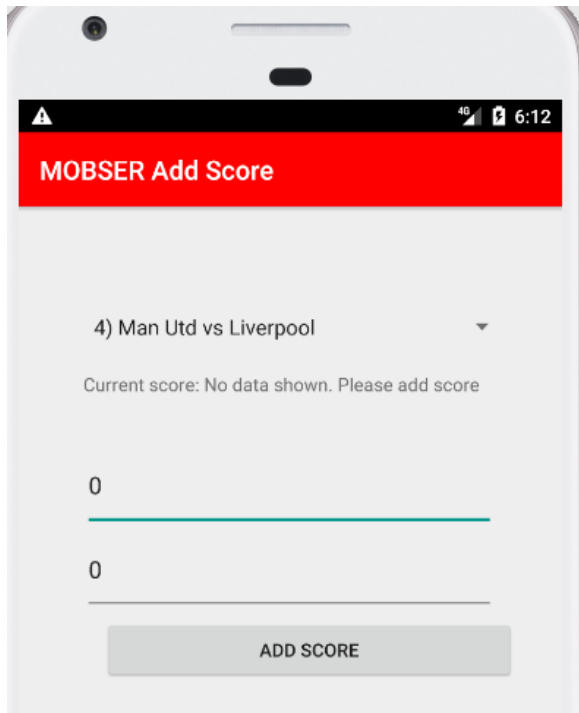 4G 6:12
MOBSER Add Score
4) Man Utd vs Liverpool
Current score: No data shown. Please add score
0
0
ADD SCORE